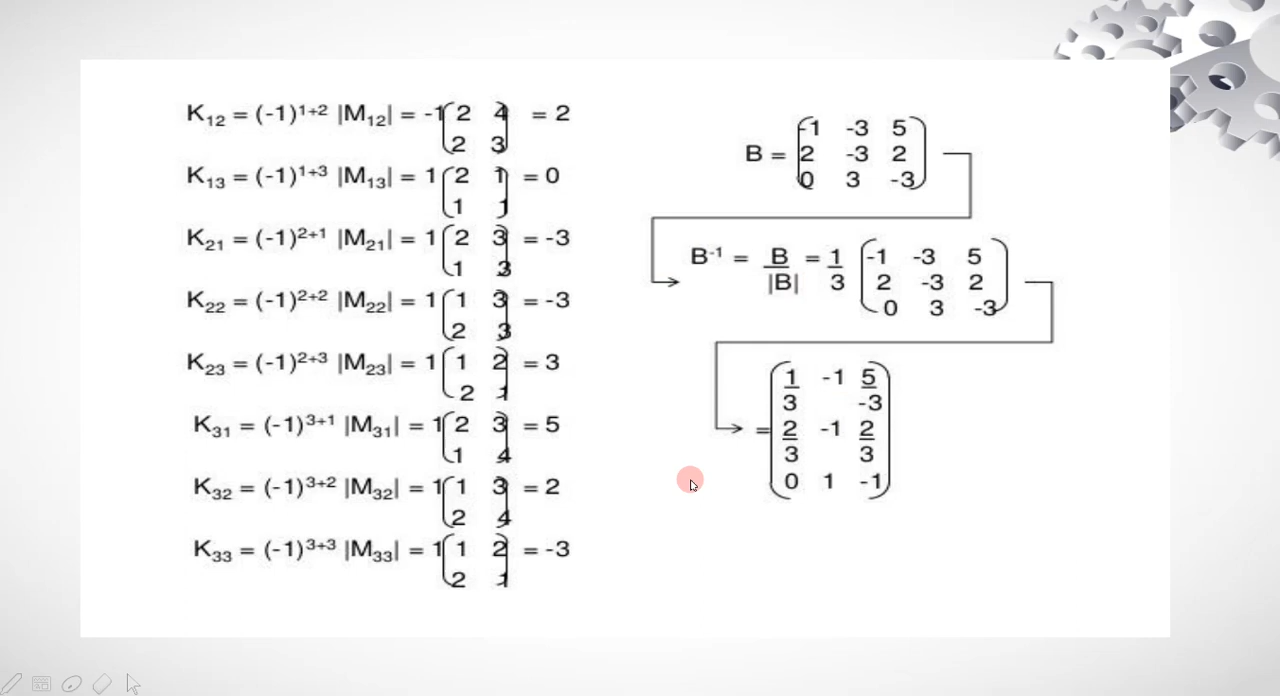 K₁₂ = (-1)¹⁺² |M₁₂| = -1 (2 4 = 2
2 3)
K₁₃ = (-1)¹⁺³ |M₁₃| = 1 (2 1 = 0
1 1)
K₂₁ = (-1)²⁺¹ |M₂₁| = 1 (2 3 = -3
1 3)
K₂₂ = (-1)²⁺² |M₂₂| = 1 (1 3 = -3
2 3)
K₂₃ = (-1)²⁺³ |M₂₃| = 1 (1 2 = 3
2 1)
K₃₁ = (-1)³⁺¹ |M₃₁| = 1 (2 3 = 5
1 4)
K₃₂ = (-1)³⁺² |M₃₂| = 1 (1 3 = 2
2 4)
K₃₃ = (-1)³⁺³ |M₃₃| = 1 (1 2 = -3
2 1)
-1 -3 5
B = 2 -3 2
0 3 -3
B⁻¹ = B = 1 -1 -3 5
|B| 3 2 -3 2
0 3 -3
1 -1 5
3 -3
= 2 -1 2
3 3
0 1 -1